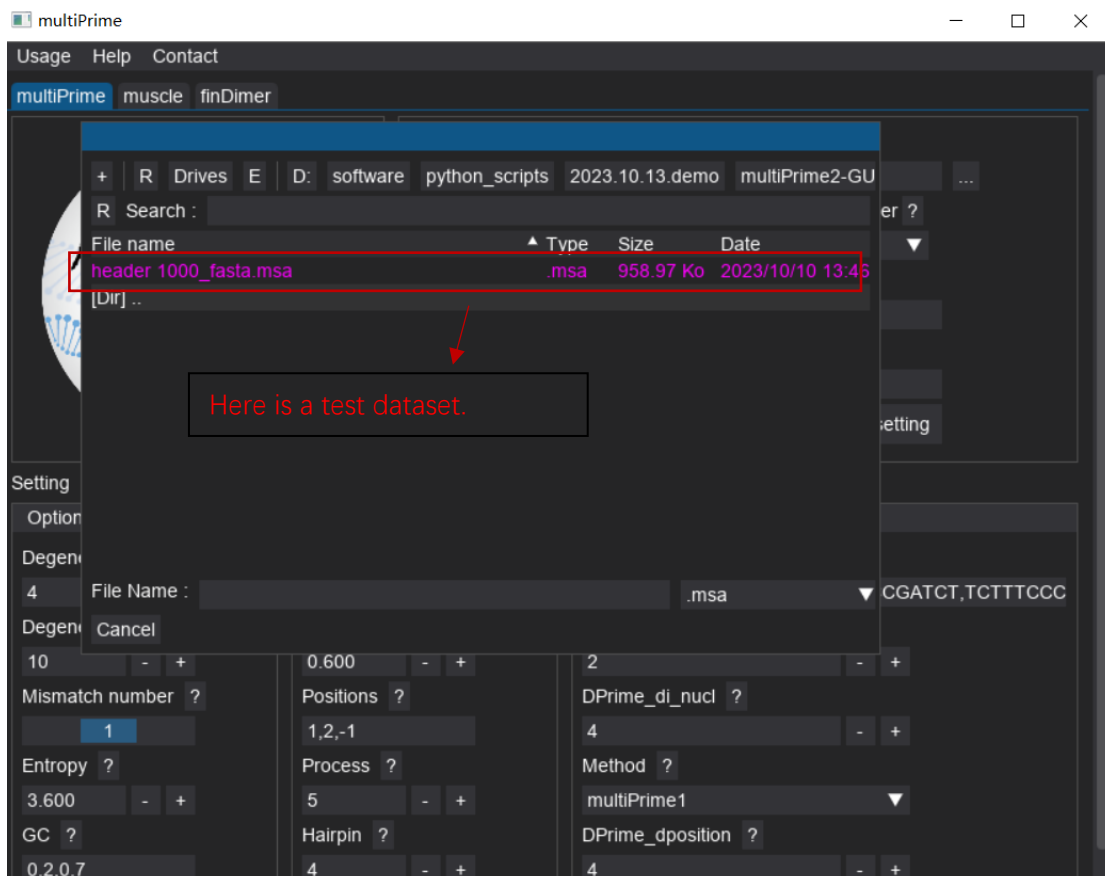 multiPrime
Usage Help Contact
multiPrime muscle finDimer
+ R Drives E D: software python_scripts 2023.10.13.demo multiPrime2-GU ...
R Search : er ?
File name Type Size Date
header 1000_fasta.msa .msa 958.97 Ko 2023/10/10 13:46
[Dir] ..
Here is a test dataset.
etting
Setting
Option
Degene
4 File Name : .msa CGATCT,TCTTTCCC
Degene Cancel
10 - + 0.600 - + 2 - +
Mismatch number ? Positions ? DPrime_di_nucl ?
1 1,2,-1 4 - +
Entropy ? Process ? Method ?
3.600 - + 5 - + multiPrime1
GC ? Hairpin ? DPrime_dposition ?
0.2,0.7 4 - + 4 - +